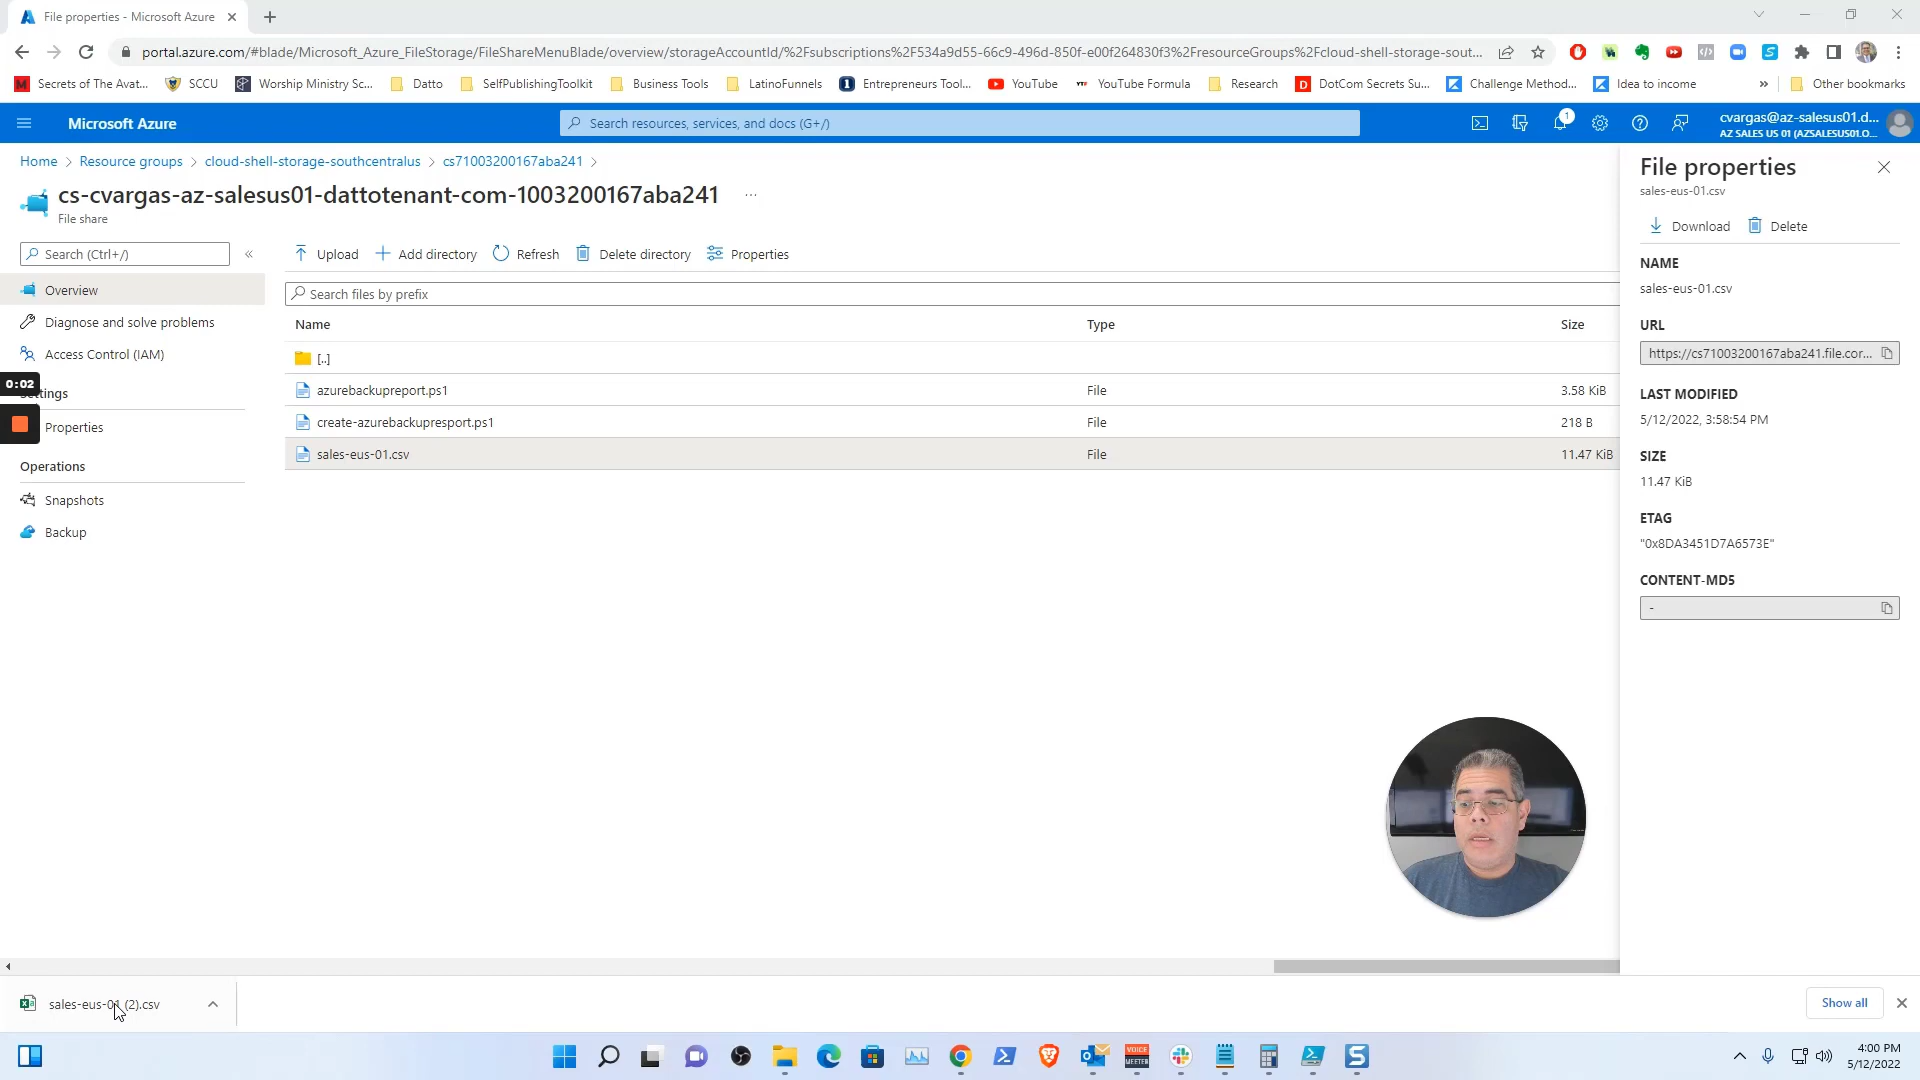 File properties - Microsoft Azure
portal.azure.com/#blade/Microsoft_Azure_FileStorage/FileShareMenuBlade/overview/storageAccountId/%2Fsubscriptions%2F534a9d55-66c9-496d-850f-e00f264830f3%2FresourceGroups%2Fcloud-shell-storage-sout...
Secrets of The Avat... SCCU Worship Ministry Sc... Datto SelfPublishingToolkit Business Tools LatinoFunnels Entrepreneurs Tool... YouTube YouTube Formula Research DotCom Secrets Su... Challenge Method... Idea to income » Other bookmarks
Microsoft Azure
Search resources, services, and docs (G+/)
1
cvargas@az-salesus01.d...
AZ SALES US 01 (AZSALESUS01.O...
Home > Resource groups > cloud-shell-storage-southcentralus > cs71003200167aba241 >
cs-cvargas-az-salesus01-dattotenant-com-1003200167aba241 ...
File share
Search (Ctrl+/) «
Overview
Diagnose and solve problems
Access Control (IAM)
0:02
ettings
Properties
Operations
Snapshots
Backup
Upload Add directory Refresh Delete directory Properties
Search files by prefix
Name Type Size
[..]
azurebackupreport.ps1 File 3.58 KiB
create-azurebackupresport.ps1 File 218 B
sales-eus-01.csv File 11.47 KiB
File properties
sales-eus-01.csv
Download Delete
NAME
sales-eus-01.csv
URL
https://cs71003200167aba241.file.cor...
LAST MODIFIED
5/12/2022, 3:58:54 PM
SIZE
11.47 KiB
ETAG
"0x8DA3451D7A6573E"
CONTENT-MD5
-
sales-eus-01 (2).csv
Show all
VOICE
MEETER
4:00 PM
5/12/2022